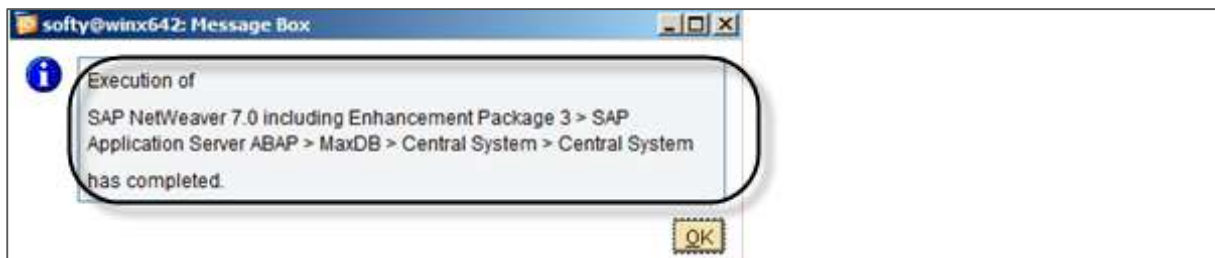 softy@winx642: Message Box
Execution of
SAP NetWeaver 7.0 including Enhancement Package 3 > SAP
Application Server ABAP > MaxDB > Central System > Central System
has completed.
OK